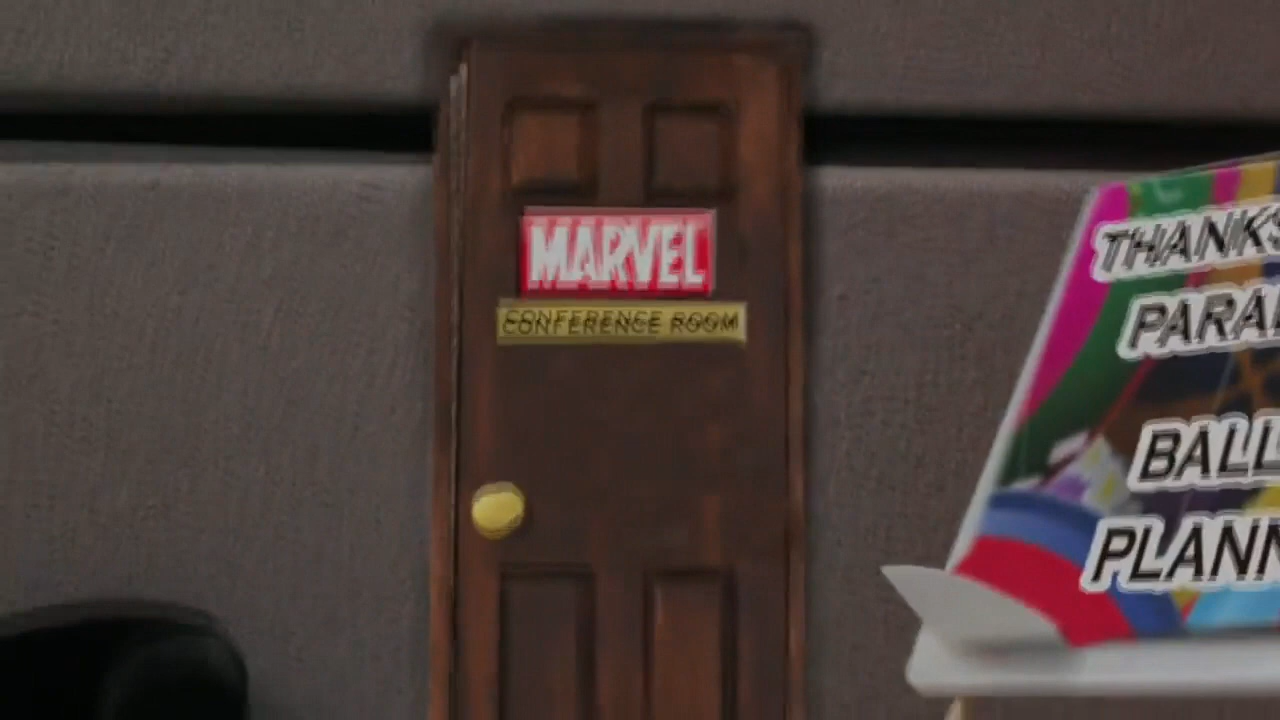 MARVEL
CONFERENCE ROOM
THANKS
PARA
BALL
PLANN